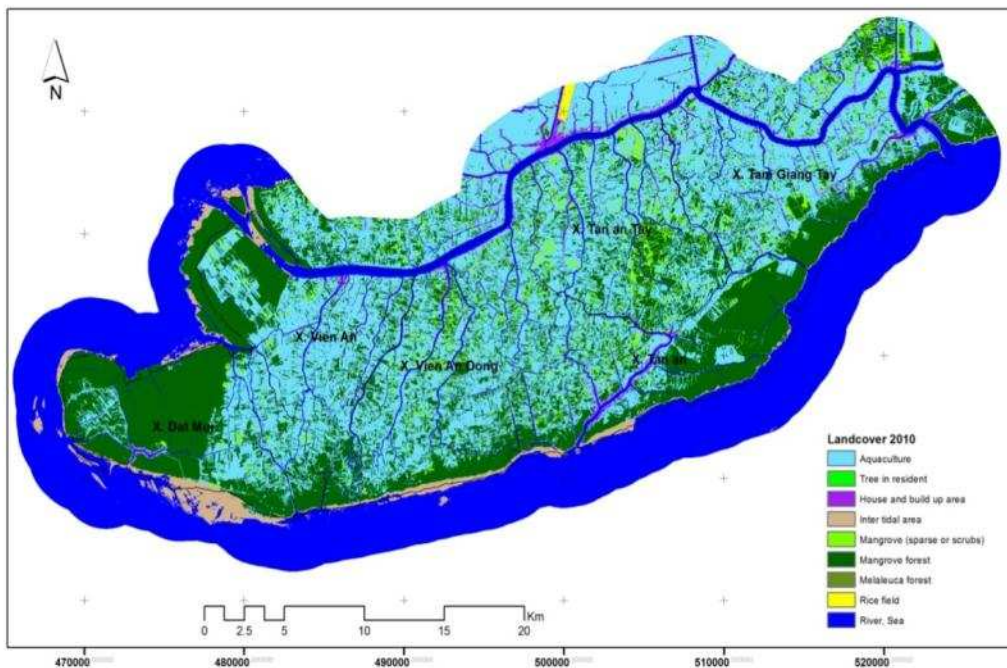 N
X. Tam Giang Tay
X. Tan an Tay
X. Vien An
X. Vien An Dong
X. Tan an
X. Dat Mui
Landcover 2010
Aquaculture
Tree in resident
House and build up area
Inter tidal area
Mangrove (sparse or scrubs)
Mangrove forest
Melaleuca forest
Rice field
River, Sea
Km
0 2.5 5 10 15 20
470000 480000 490000 500000 510000 520000